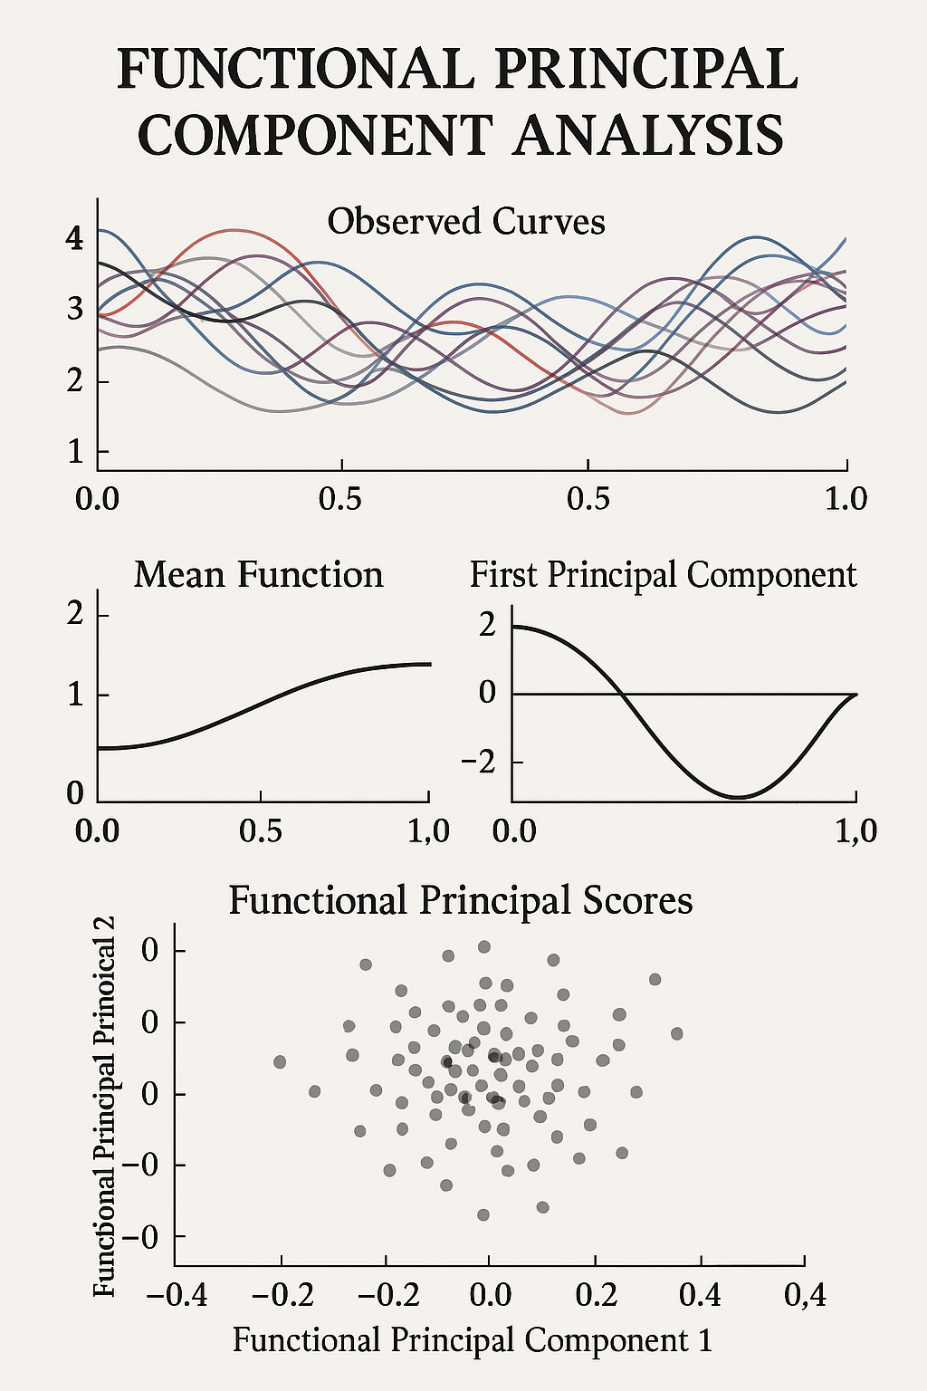 FUNCTIONAL PRINCIPAL
COMPONENT ANALYSIS
Observed Curves
4
3
2
1
0.0 0.5 0.5 1.0
Mean Function
2
1
0
0.0 0.5 1,0
First Principal Component
2
0
−2
0.0 1,0
Functional Principal Scores
Funcbonal Principal Prinoical 2
0
0
0
−0
−0
−0.4 −0.2 −0.2 0.0 0.2 0.4 0,4
Functional Principal Component 1